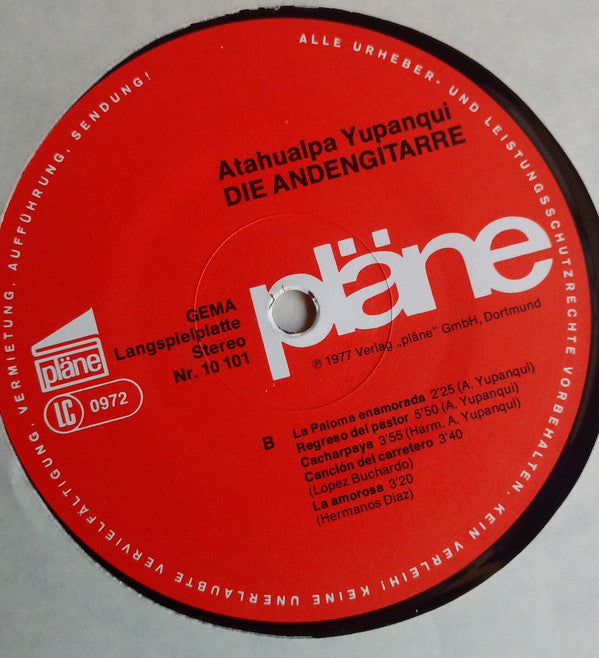 ALLE URHEBER- UND LEISTUNGSSCHUTZRECHTE VORBEHALTEN. KEIN VERLEIH! KEINE UNERLAUBTE VERVIELFÄLTIGUNG, VERMIETUNG, AUFFÜHRUNG, SENDUNG!
Atahualpa Yupanqui
DIE ANDENGITARRE
pläne
GEMA
Langspielplatte
Stereo
Nr. 10 101
℗ 1977 Verlag „pläne" GmbH, Dortmund
pläne
LC 0972
B
La Paloma enamorada 2'25 (A. Yupanqui)
Regreso del pastor 5'50 (A. Yupanqui)
Cacharpaya 3'55 (Harm. A. Yupanqui)
Canción del carretero 3'40
(Lopez Buchardo)
La amorosa 3'20
(Hermanos Diaz)